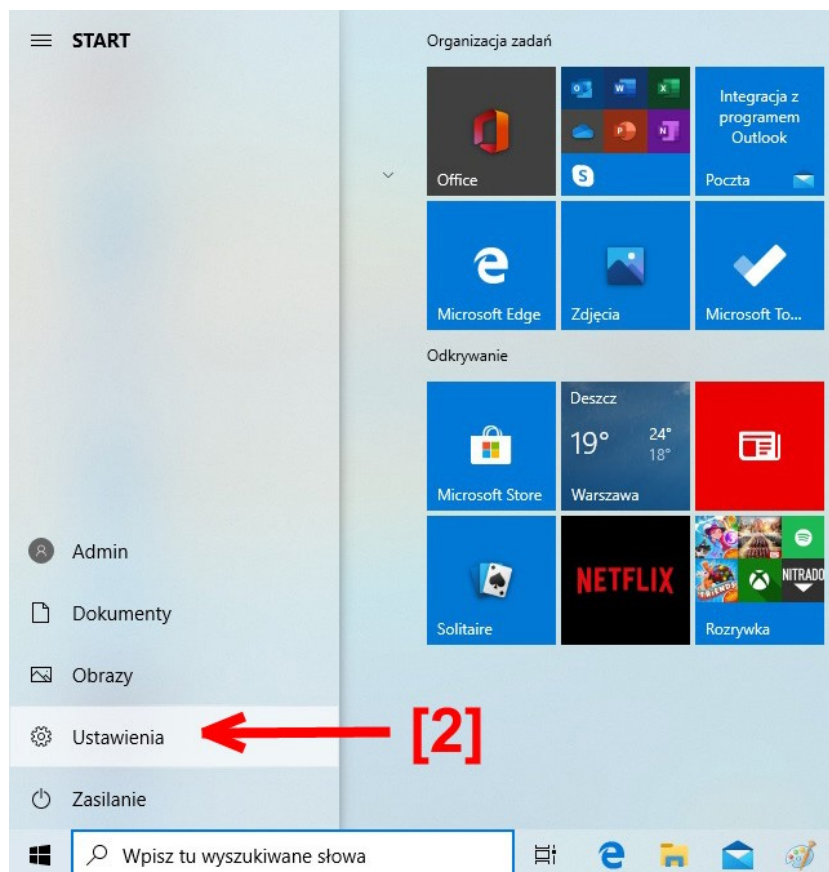 START
Admin
Dokumenty
Obrazy
Ustawienia
[2]
Zasilanie
Organizacja zadań
Office
Integracja z
programem
Outlook
Poczta
Microsoft Edge
Zdjęcia
Microsoft To...
Odkrywanie
Microsoft Store
Deszcz
19°
24°
18°
Warszawa
Solitaire
NETFLIX
NITRADO
Rozrywka
Wpisz tu wyszukiwane słowa